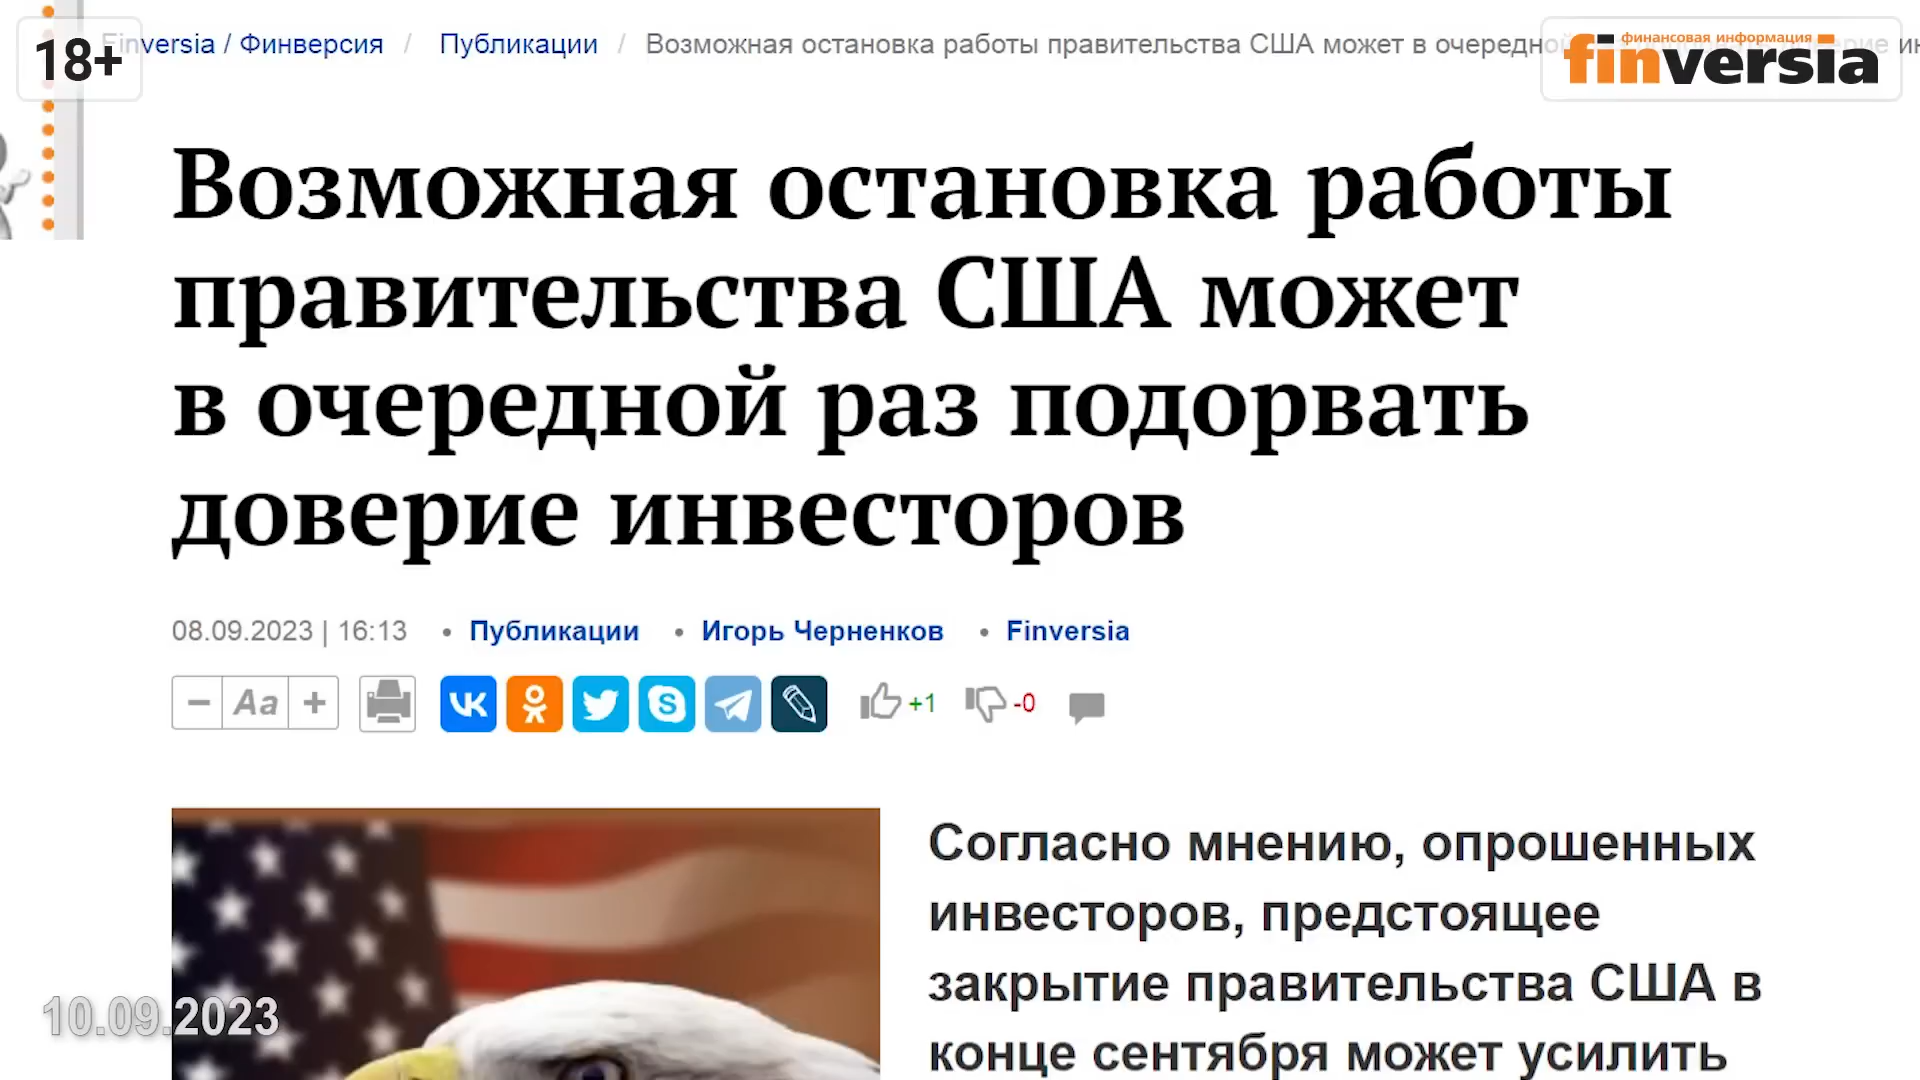 18+
Finversia / Финверсия / Публикации / Возможная остановка работы правительства США может в очередной
финансовая информация
finversia
Возможная остановка работы
правительства США может
в очередной раз подорвать
доверие инвесторов
08.09.2023 | 16:13 • Публикации • Игорь Черненков • Finversia
− Aa + +1 -0
Согласно мнению, опрошенных
инвесторов, предстоящее
закрытие правительства США в
конце сентября может усилить
10.09.2023